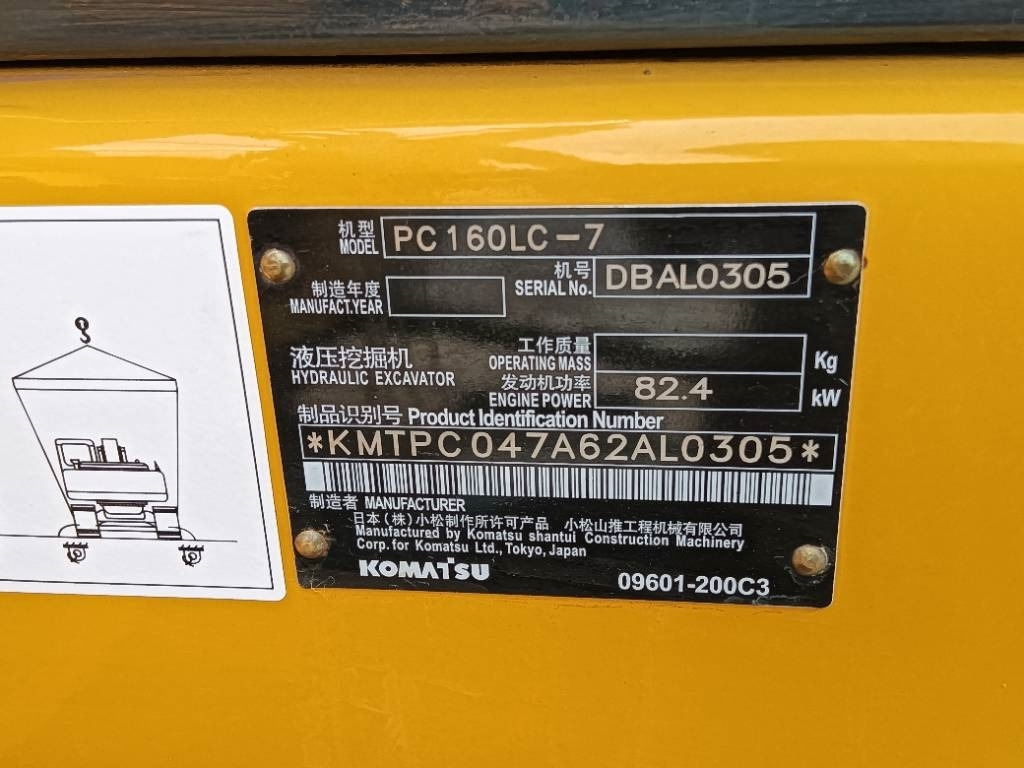 机型
MODEL PC160LC-7
机号
SERIAL No. DBAL0305
制造年度
MANUFACT.YEAR
液压挖掘机
HYDRAULIC EXCAVATOR
工作质量
OPERATING MASS Kg
发动机功率
ENGINE POWER 82.4 kW
制品识别号 Product Identification Number
*KMTPC047A62AL0305*
制造者 MANUFACTURER
日本(株)小松制作所许可产品 小松山推工程机械有限公司
Manufactured by Komatsu shantui Construction Machinery
Corp. for Komatsu Ltd., Tokyo, Japan
KOMATSU 09601-200C3